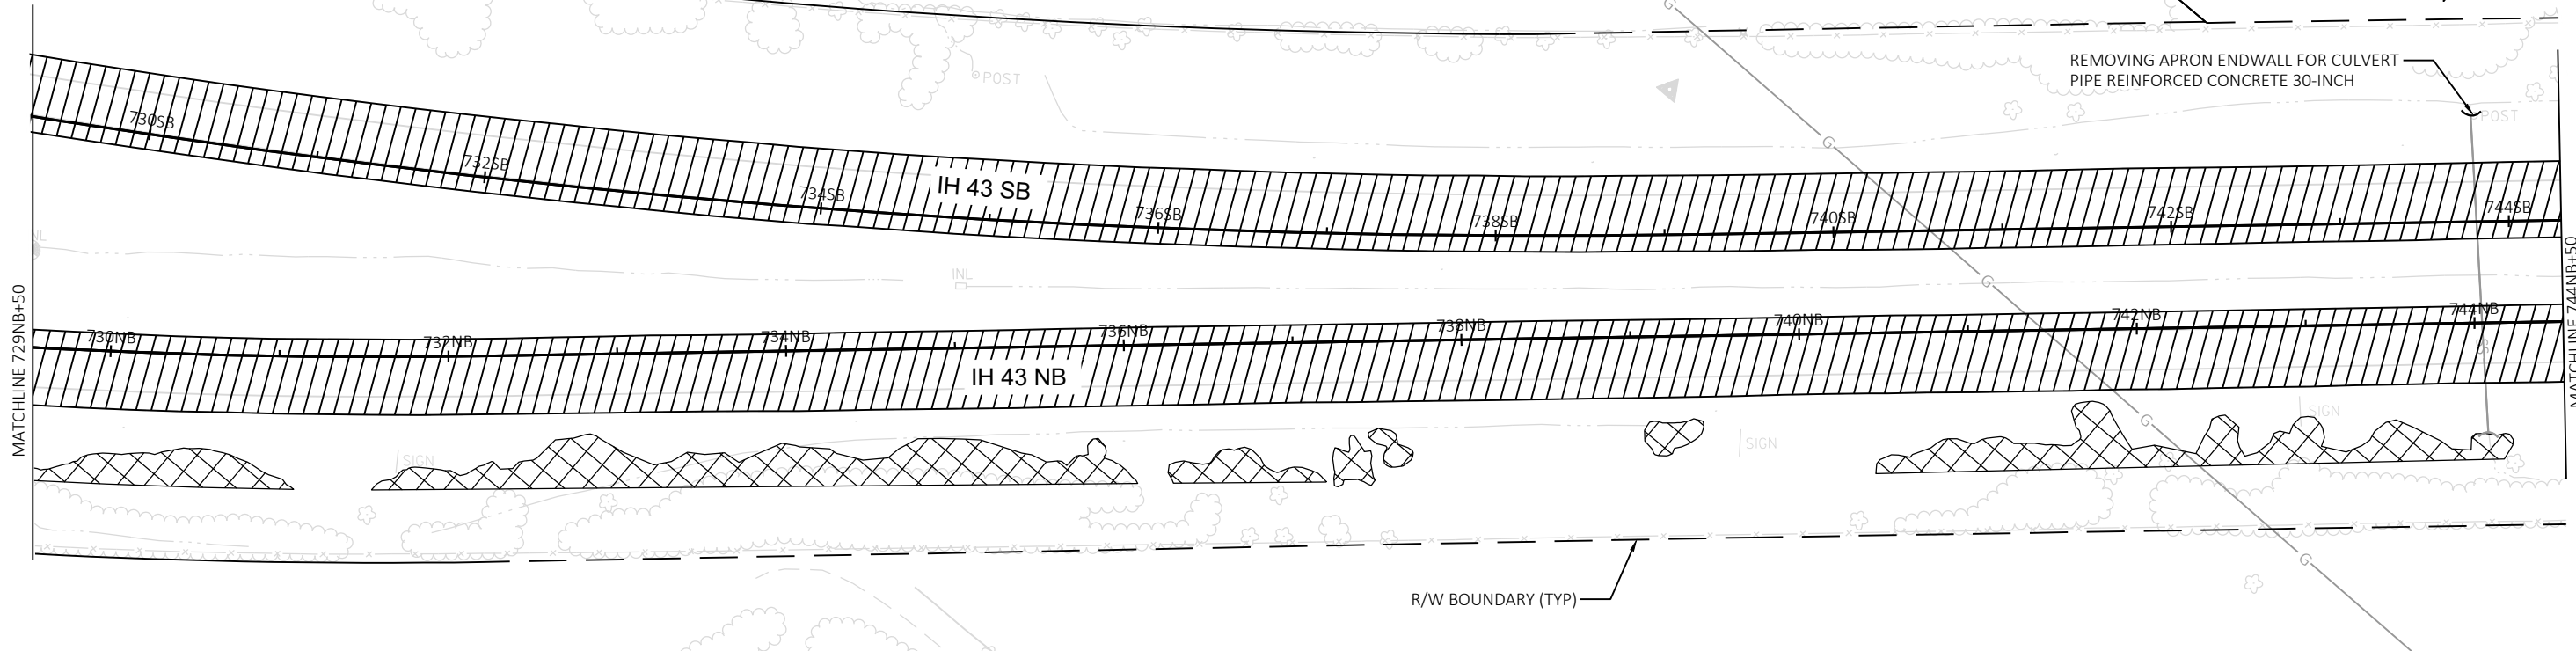 REMOVING APRON ENDWALL FOR CULVERT
PIPE REINFORCED CONCRETE 30-INCH
POST
POST
730SB
732SB
734SB
IH 43 SB
736SB
738SB
740SB
742SB
744SB
G
G
G
G
G
INL
MATCHLINE 729NB+50
MATCHLINE 744NB+50
730NB
732NB
734NB
736NB
738NB
740NB
742NB
744NB
SS
IH 43 NB
SIGN
SIGN
SIGN
R/W BOUNDARY (TYP)